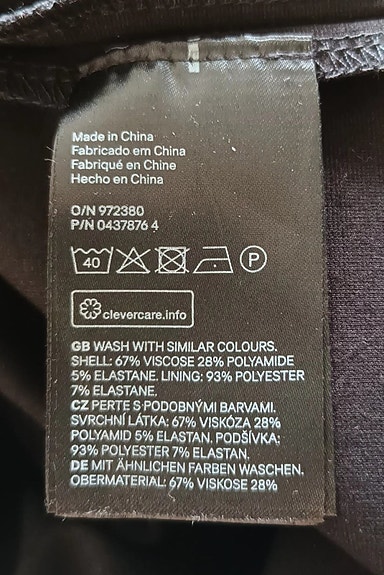 Made in China
Fabricado em China
Fabriqué en Chine
Hecho en China
O/N 972380
P/N 0437876 4
40 P
clevercare.info
GB WASH WITH SIMILAR COLOURS.
SHELL: 67% VISCOSE 28% POLYAMIDE
5% ELASTANE. LINING: 93% POLYESTER
7% ELASTANE.
CZ PERTE S PODOBNÝMI BARVAMI.
SVRCHNÍ LÁTKA: 67% VISKÓZA 28%
POLYAMID 5% ELASTAN. PODŠÍVKA:
93% POLYESTER 7% ELASTAN.
DE MIT ÄHNLICHEN FARBEN WASCHEN.
OBERMATERIAL: 67% VISKOSE 28%